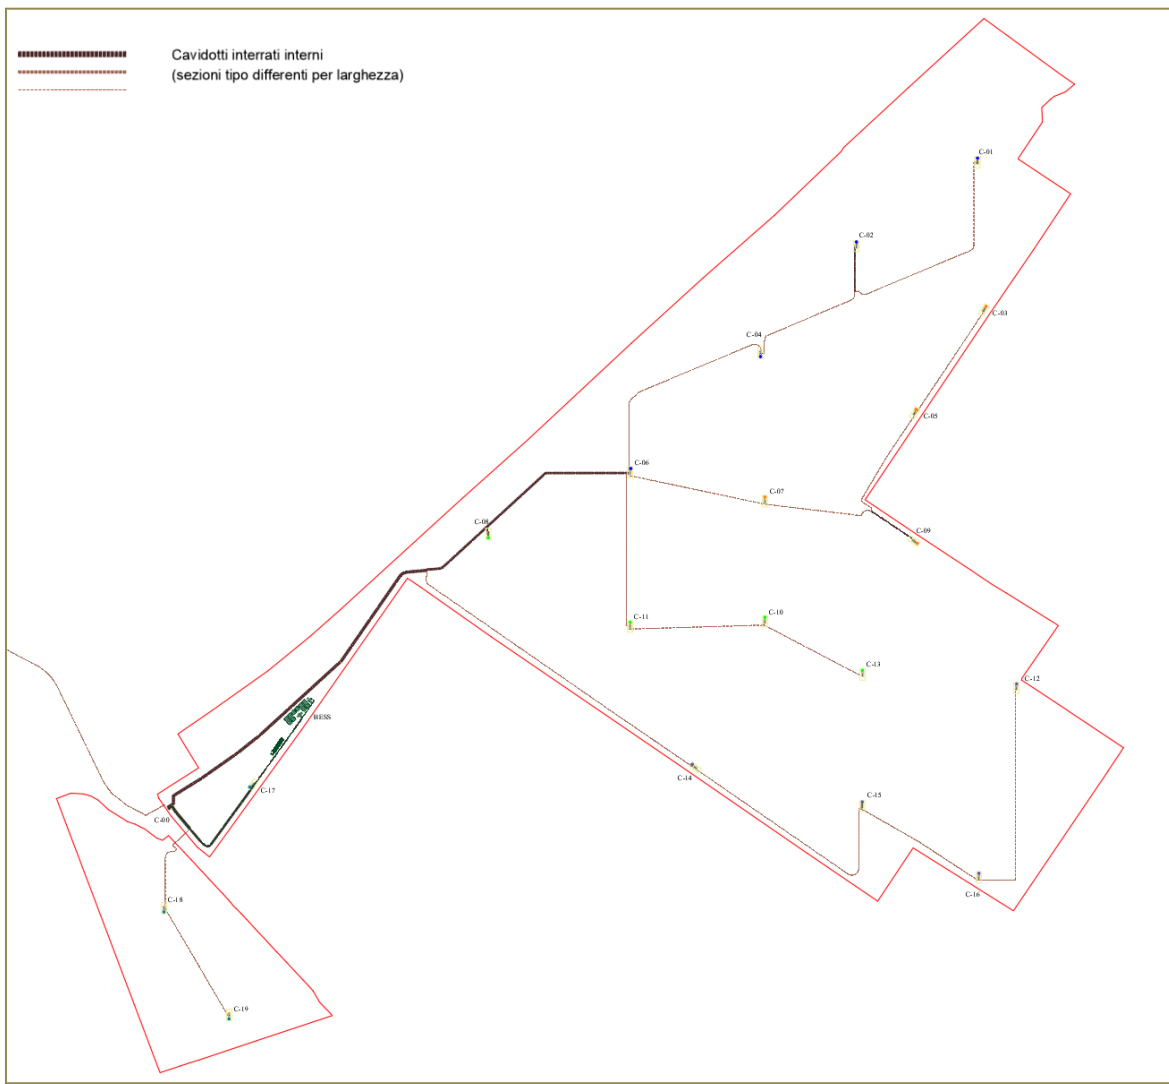 Cavidotti interrati interni
(sezioni tipo differenti per larghezza)
C-01
C-02
C-03
C-04
C-05
C-06
C-07
C-08
C-09
C-11
C-10
C-13
C-12
BESS
C-14
C-17
C-15
C-00
C-16
C-18
C-19